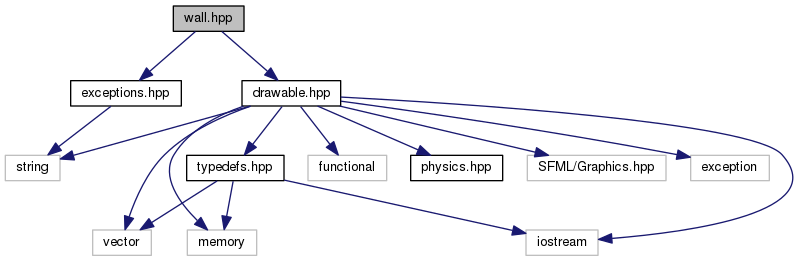 wall.hpp
exceptions.hpp
drawable.hpp
string
typedefs.hpp
functional
physics.hpp
SFML/Graphics.hpp
exception
vector
memory
iostream